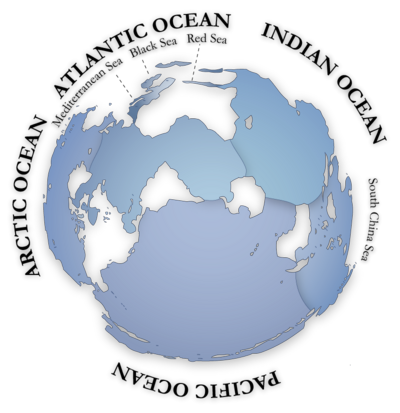 ATLANTIC OCEAN
Black Sea
Red Sea
Mediterranean Sea
INDIAN OCEAN
ARCTIC OCEAN
South China Sea
PACIFIC OCEAN